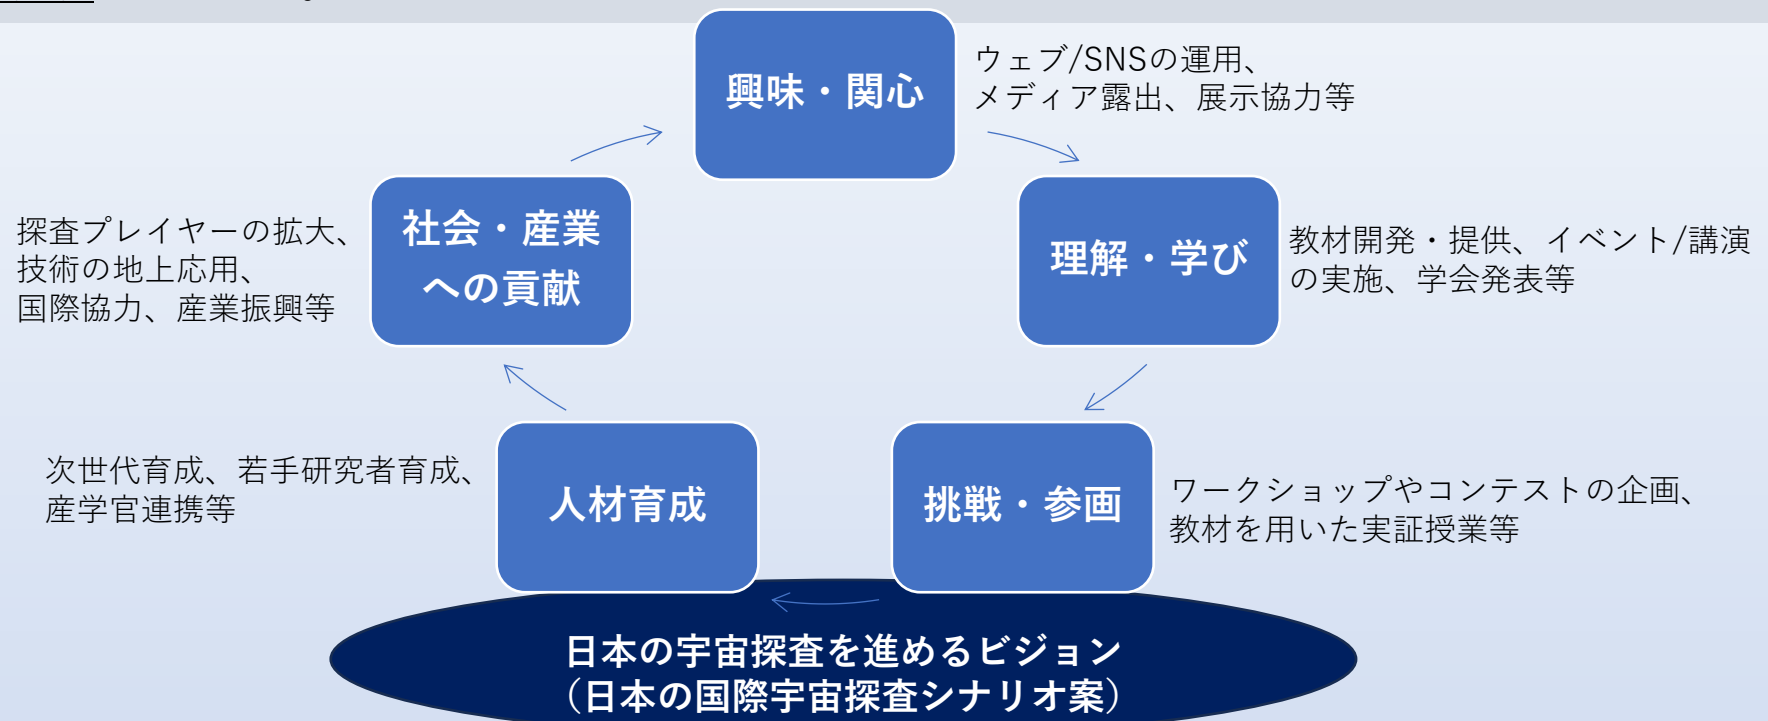 興味・関心
ウェブ/SNSの運用、
メディア露出、展示協力等
社会・産業
への貢献
探査プレイヤーの拡大、
技術の地上応用、
国際協力、産業振興等
理解・学び
教材開発・提供、イベント/講演
の実施、学会発表等
人材育成
次世代育成、若手研究者育成、
産学官連携等
挑戦・参画
ワークショップやコンテストの企画、
教材を用いた実証授業等
日本の宇宙探査を進めるビジョン
（日本の国際宇宙探査シナリオ案）